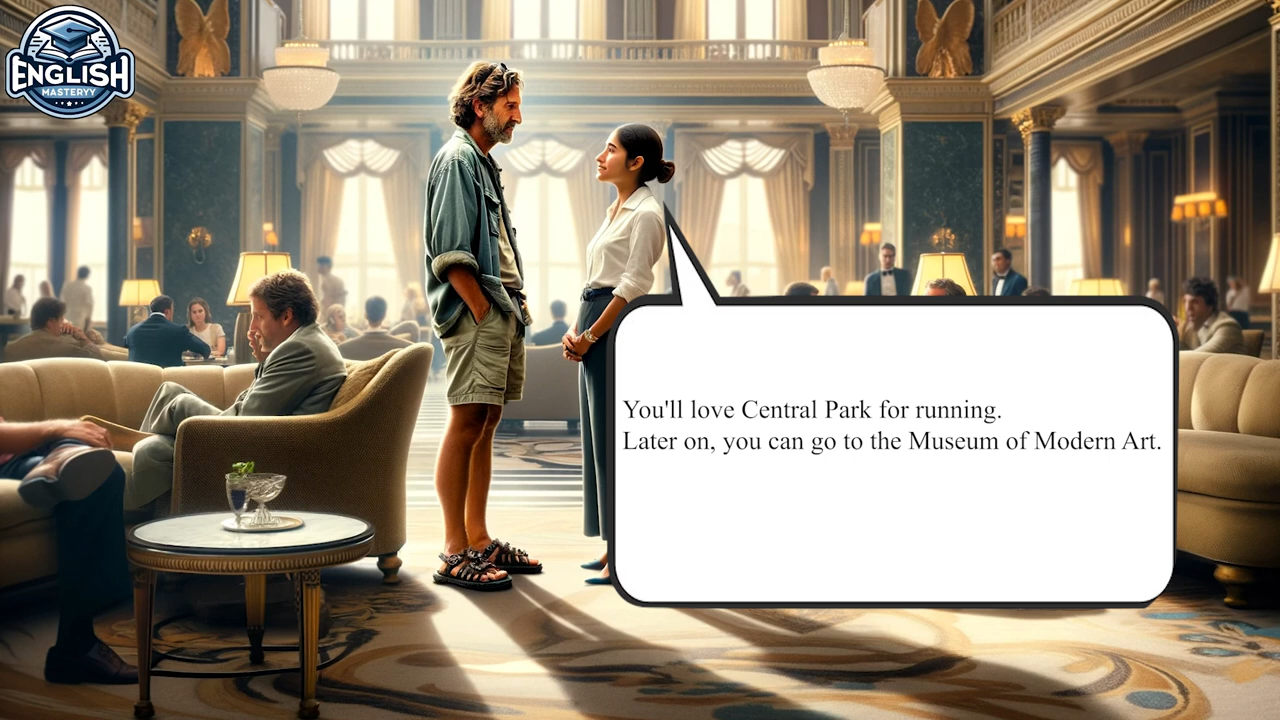 ENGLISH
MASTERYY
You'll love Central Park for running.
Later on, you can go to the Museum of Modern Art.